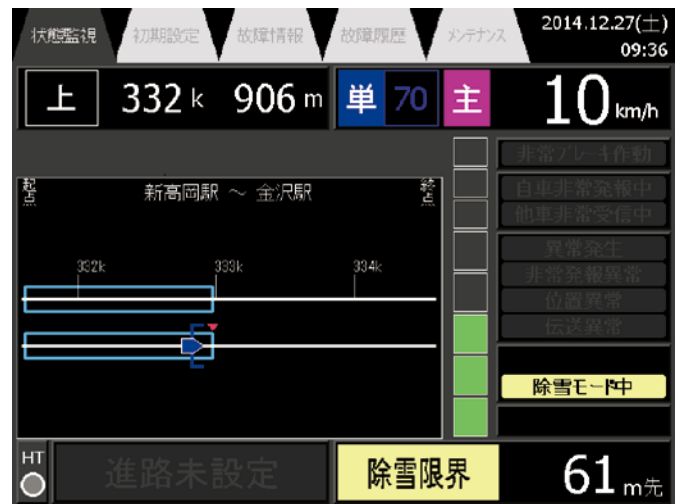 状態監視 初期設定 故障情報 故障履歴 メンテナンス 2014.12.27(土)
09:36
上 332 k 906 m 単 70 主 10 km/h
非常ブレーキ作動
起点 新高岡駅 ～ 金沢駅 終点
自車非常発報中
他車非常受信中
異常発生
332k 333k 334k
非常発報異常
位置異常
伝送異常
除雪モード中
HT 進路未設定 除雪限界 61 m先